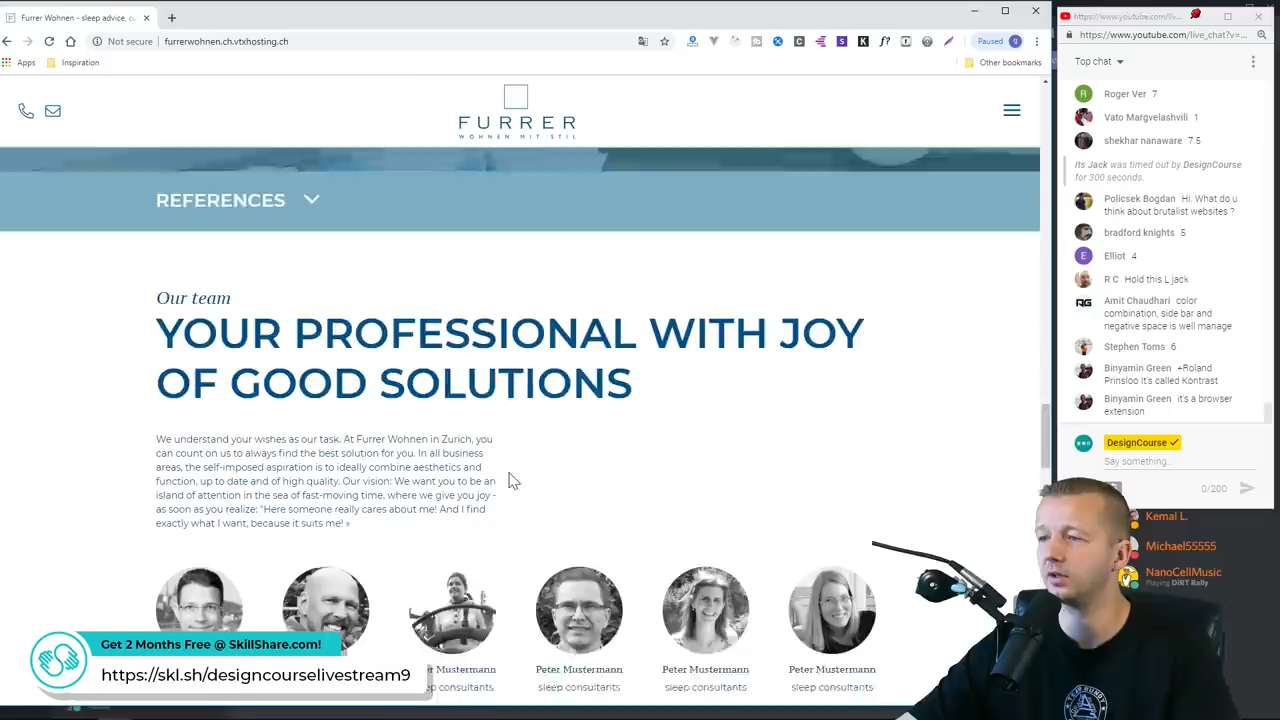 Furrer Wohnen - sleep advice, cu
https://www.youtube.com/liv...
Not secure
furrerwohnen.ch.vtxhosting.ch
Paused
https://www.youtube.com/live_chat?v=...
Apps
Inspiration
Other bookmarks
Top chat
FURRER
WOHNEN MIT STIL
REFERENCES
Our team
YOUR PROFESSIONAL WITH JOY
OF GOOD SOLUTIONS
We understand your wishes as our task. At Furrer Wohnen in Zurich, you
can count on us to always find the best solution for you. In all business
areas, the self-imposed aspiration is to ideally combine aesthetics and
function, up to date and of high quality. Our vision: We want you to be an
island of attention in the sea of fast-moving time, where we give you joy -
as soon as you realize: "Here someone really cares about me! And I find
exactly what I want, because it suits me! »
Mustermann
Peter Mustermann
Peter Mustermann
Peter Mustermann
consultants
sleep consultants
sleep consultants
sleep consultants
Get 2 Months Free @ SkillShare.com!
https://skl.sh/designcourselivestream9
R Roger Ver 7
Vato Margvelashvili 1
shekhar nanaware 7.5
Its Jack was timed out by DesignCourse
for 300 seconds.
Policsek Bogdan Hi. What do u
think about brutalist websites ?
bradford knights 5
E Elliot 4
R C Hold this L jack
RG Amit Chaudhari color
combination, side bar and
negative space is well manage
Stephen Toms 6
Binyamin Green +Roland
Prinsloo It's called Kontrast
Binyamin Green it's a browser
extension
DesignCourse
Say something...
0/200
Kemal L.
Michael55555
NanoCellMusic
Playing DiRT Rally